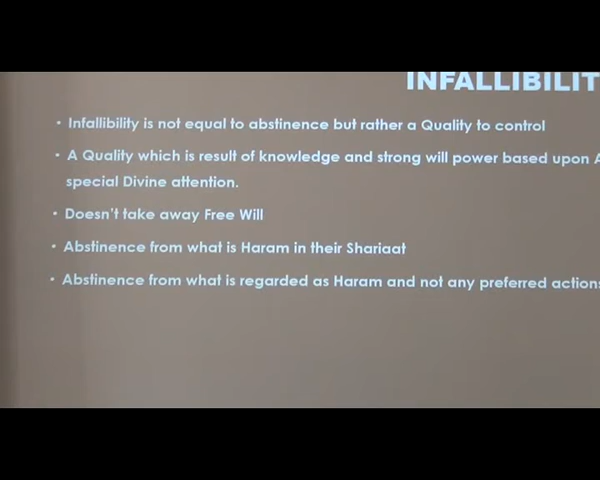 INFALLIBILIT
• Infallibility is not equal to abstinence but rather a Quality to control
• A Quality which is result of knowledge and strong will power based upon A
special Divine attention.
• Doesn't take away Free Will
• Abstinence from what is Haram in their Shariaat
• Abstinence from what is regarded as Haram and not any preferred actions